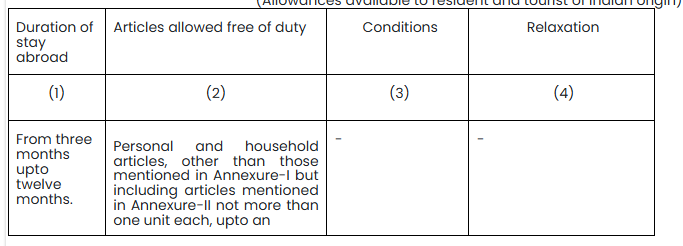 (Allowances available to resident and tourist of Indian origin)
Duration of stay abroad
Articles allowed free of duty
Conditions
Relaxation
(1)
(2)
(3)
(4)
From three
months
upto
twelve
months.
Personal and household
articles, other than those
mentioned in Annexure-I but
including articles mentioned
in Annexure-II not more than
one unit each, upto an
-
-